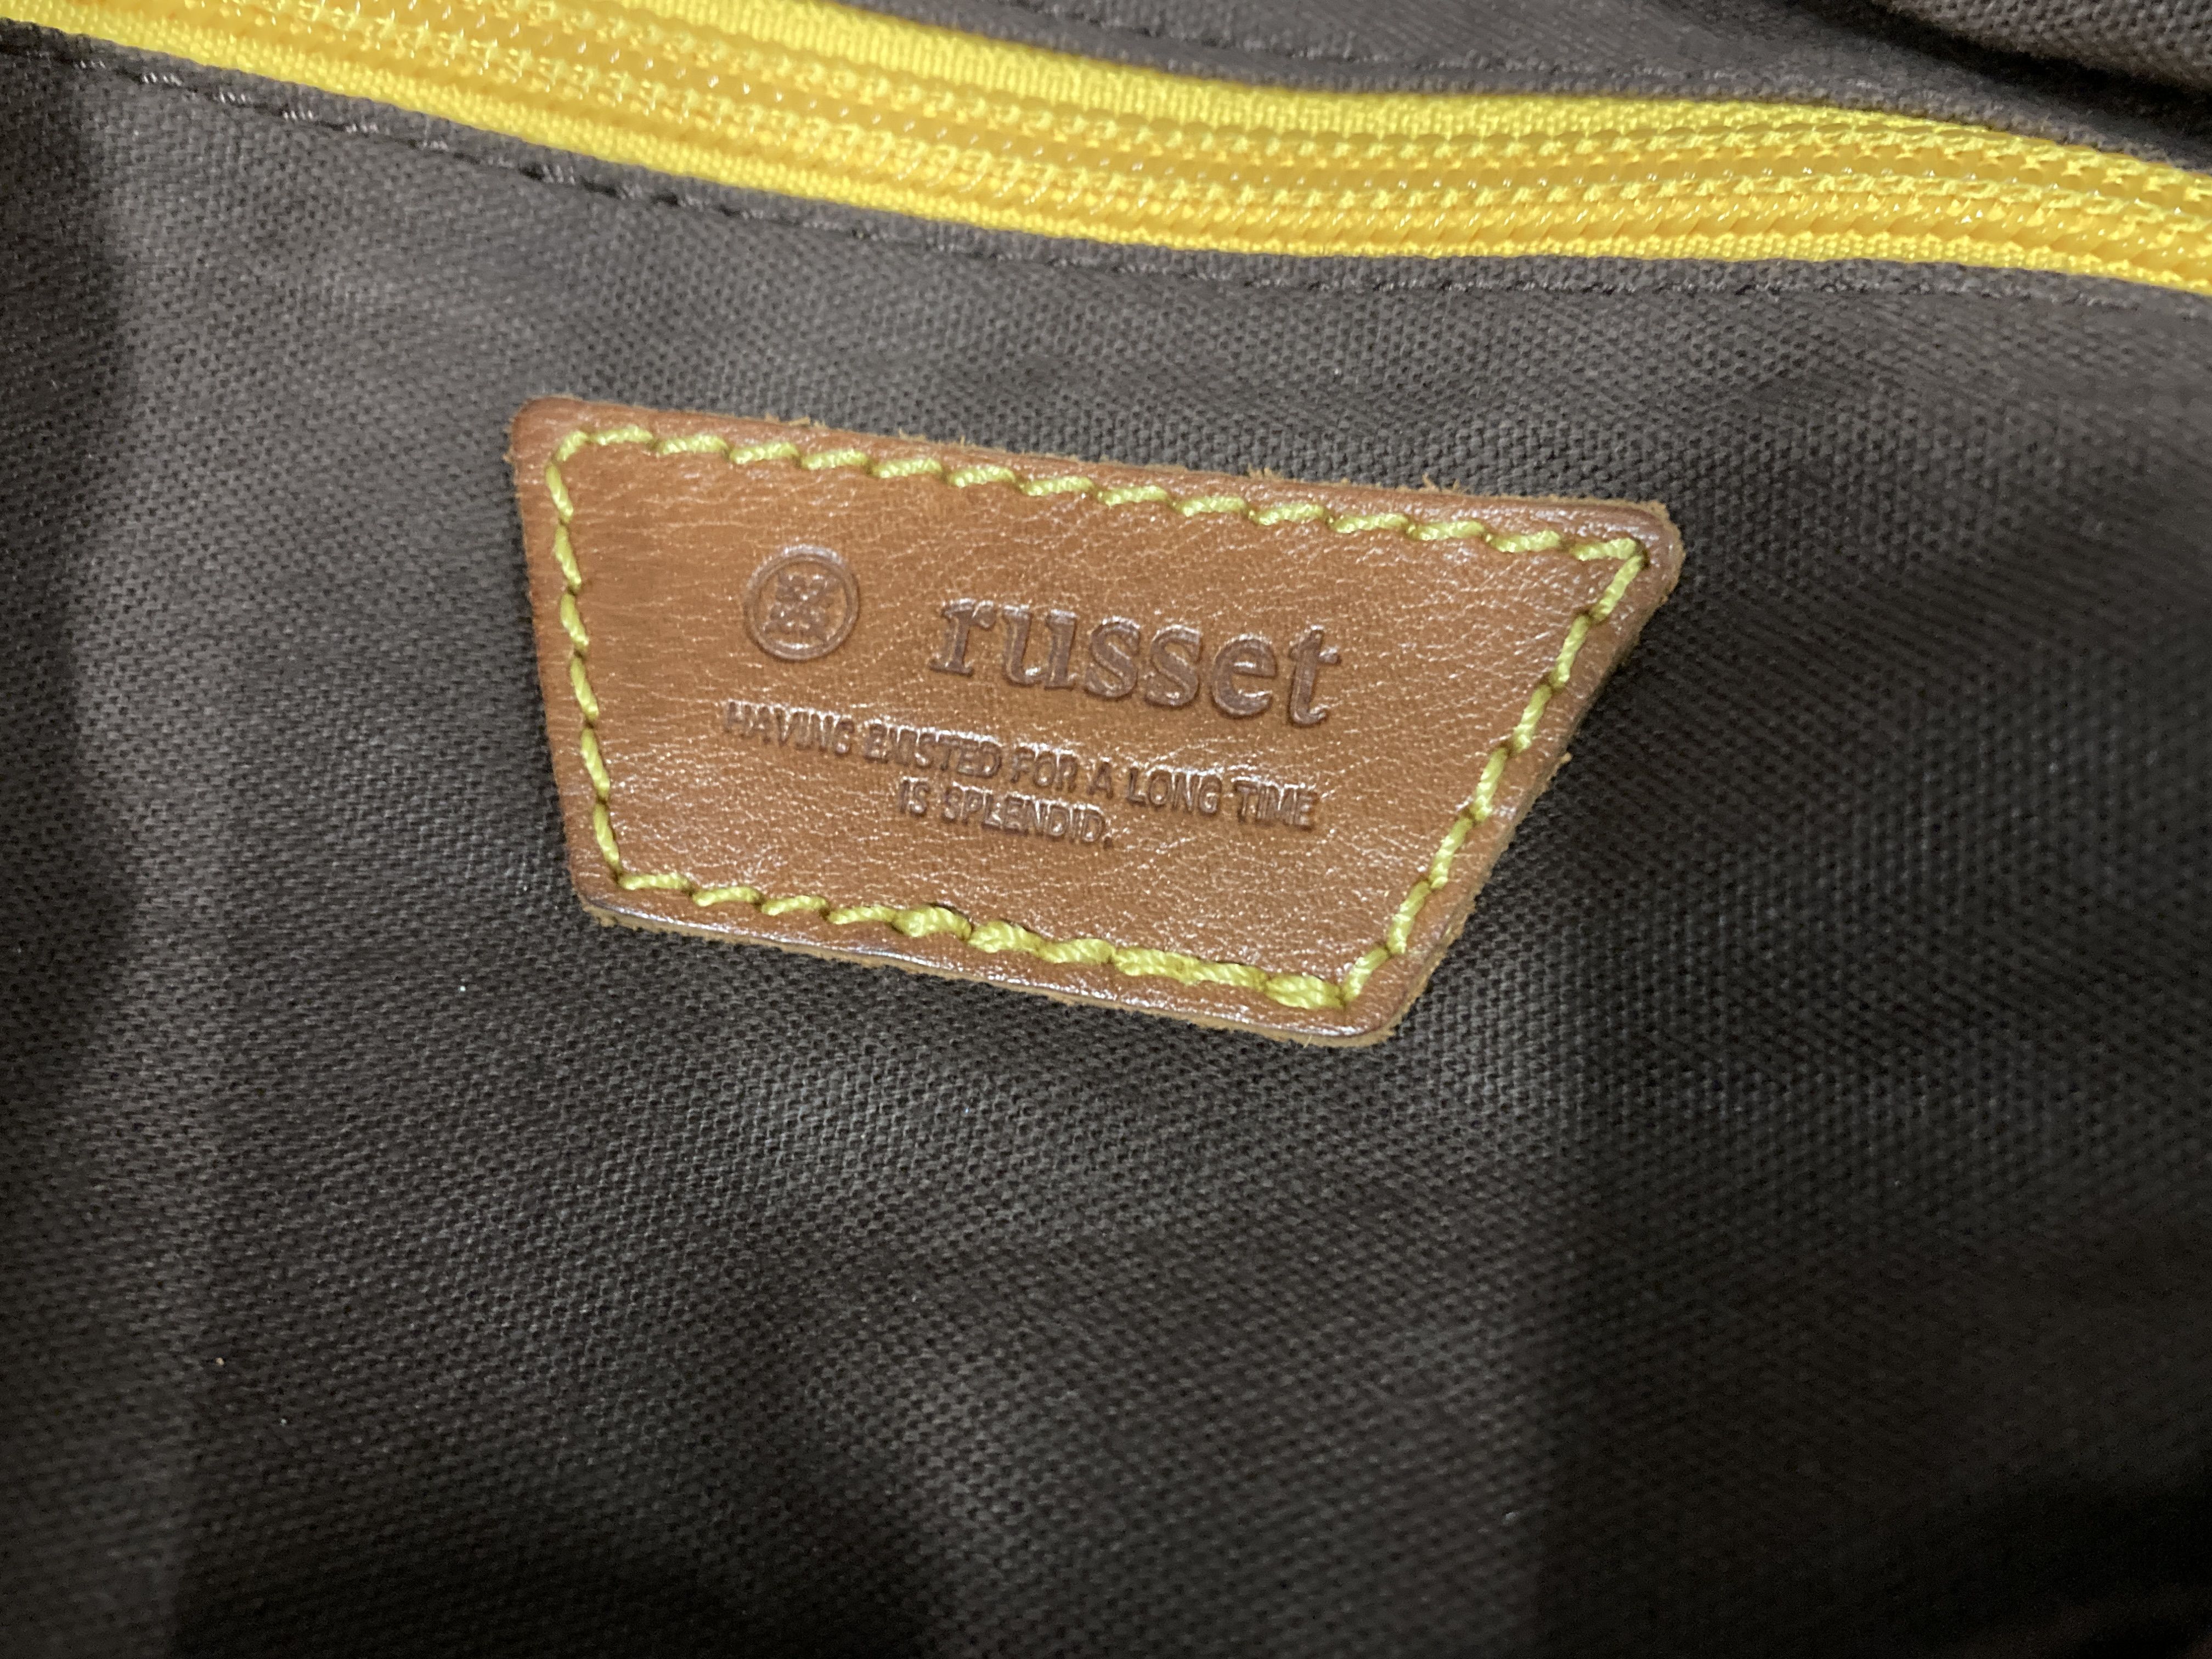 russet
HAVING EXISTED FOR A LONG TIME
IS SPLENDID.